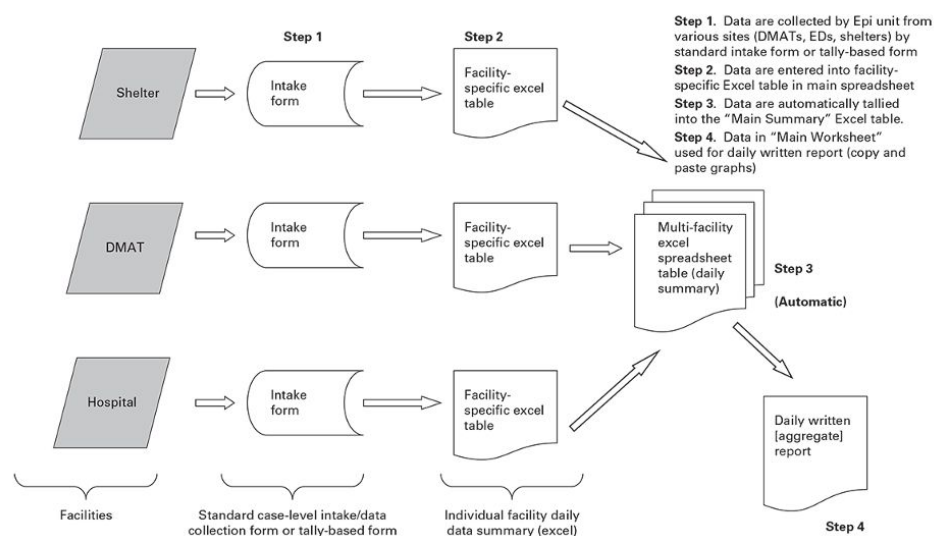 Step 1. Data are collected by Epi unit from
various sites (DMATs, EDs, shelters) by
standard intake form or tally-based form
Step 2. Data are entered into facility-
specific Excel table in main spreadsheet
Step 3. Data are automatically tallied
into the “Main Summary” Excel table.
Step 4. Data in “Main Worksheet”
used for daily written report (copy and
paste graphs)
Step 1
Step 2
Shelter
Intake
form
Facility-
specific excel
table
DMAT
Intake
form
Facility-
specific excel
table
Multi-facility
excel
spreadsheet
table (daily
summary)
Step 3
(Automatic)
Hospital
Intake
form
Facility-
specific excel
table
Daily written
[aggregate]
report
Step 4
Facilities
Standard case-level intake/data
collection form or tally-based form
Individual facility daily
data summary (excel)